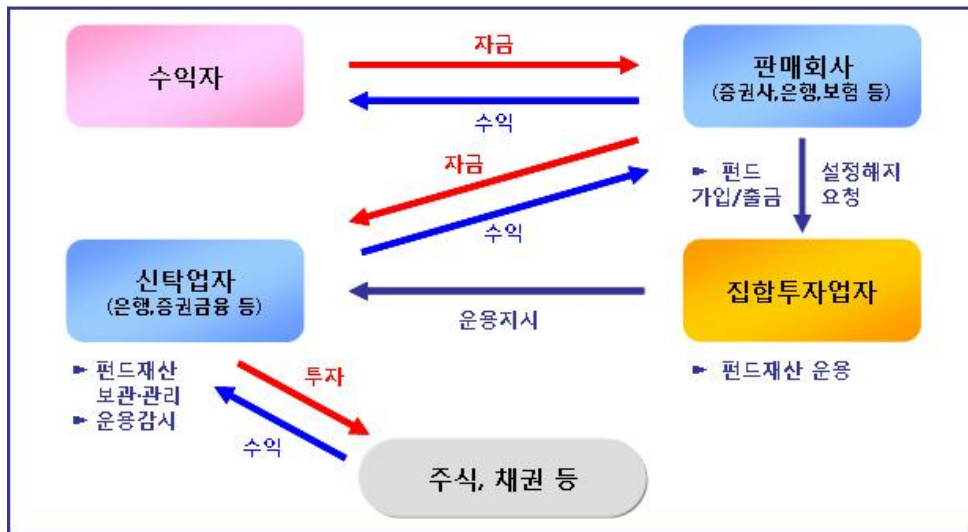 수익자
자금
수익
판매회사
(증권사,은행,보험 등)
► 펀드
가입/출금
설정해지
요청
자금
수익
신탁업자
(은행,증권금융 등)
운용지시
집합투자업자
► 펀드재산
보관·관리
► 운용감시
투자
수익
► 펀드재산 운용
주식, 채권 등